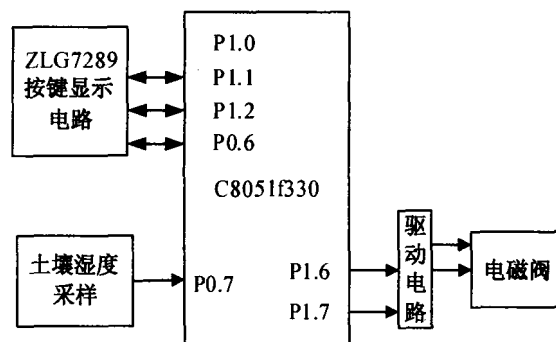 ZLG7289
按键显示
电路
P1.0
P1.1
P1.2
P0.6
C8051f330
土壤湿度
采样
P0.7
P1.6
P1.7
驱动电路
电磁阀